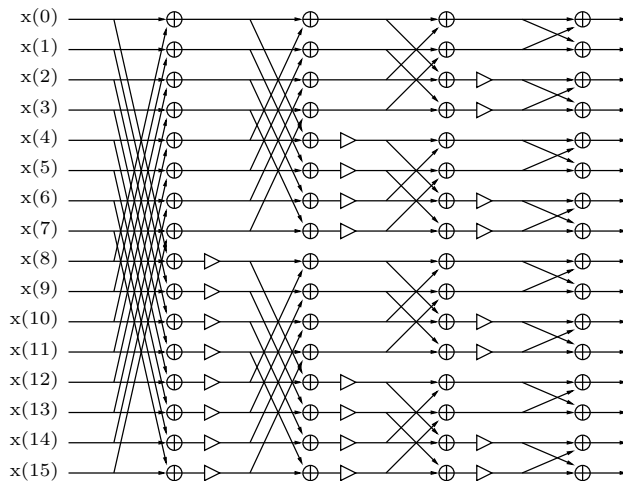 x(0)
x(1)
x(2)
x(3)
x(4)
x(5)
x(6)
x(7)
x(8)
x(9)
x(10)
x(11)
x(12)
x(13)
x(14)
x(15)